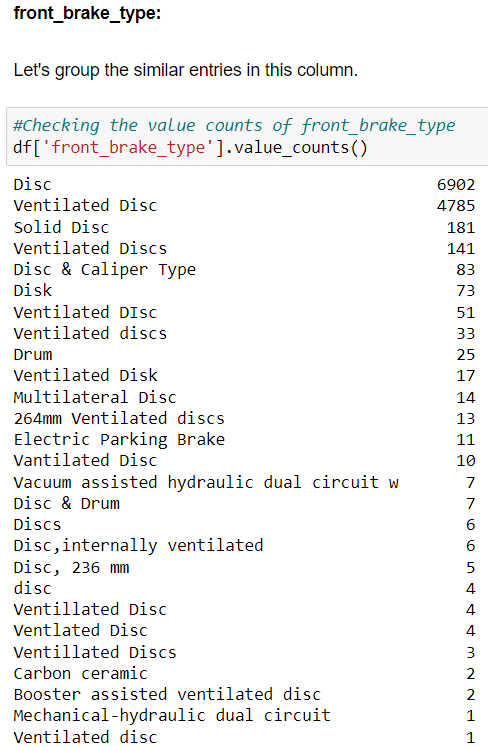 front_brake_type:
Let's group the similar entries in this column.
#Checking the value counts of front_brake_type
df['front_brake_type'].value_counts()
Disc 6902
Ventilated Disc 4785
Solid Disc 181
Ventilated Discs 141
Disc & Caliper Type 83
Disk 73
Ventilated DIsc 51
Ventilated discs 33
Drum 25
Ventilated Disk 17
Multilateral Disc 14
264mm Ventilated discs 13
Electric Parking Brake 11
Vantilated Disc 10
Vacuum assisted hydraulic dual circuit w 7
Disc & Drum 7
Discs 6
Disc,internally ventilated 6
Disc, 236 mm 5
disc 4
Ventillated Disc 4
Ventlated Disc 4
Ventillated Discs 3
Carbon ceramic 2
Booster assisted ventilated disc 2
Mechanical-hydraulic dual circuit 1
Ventilated disc 1